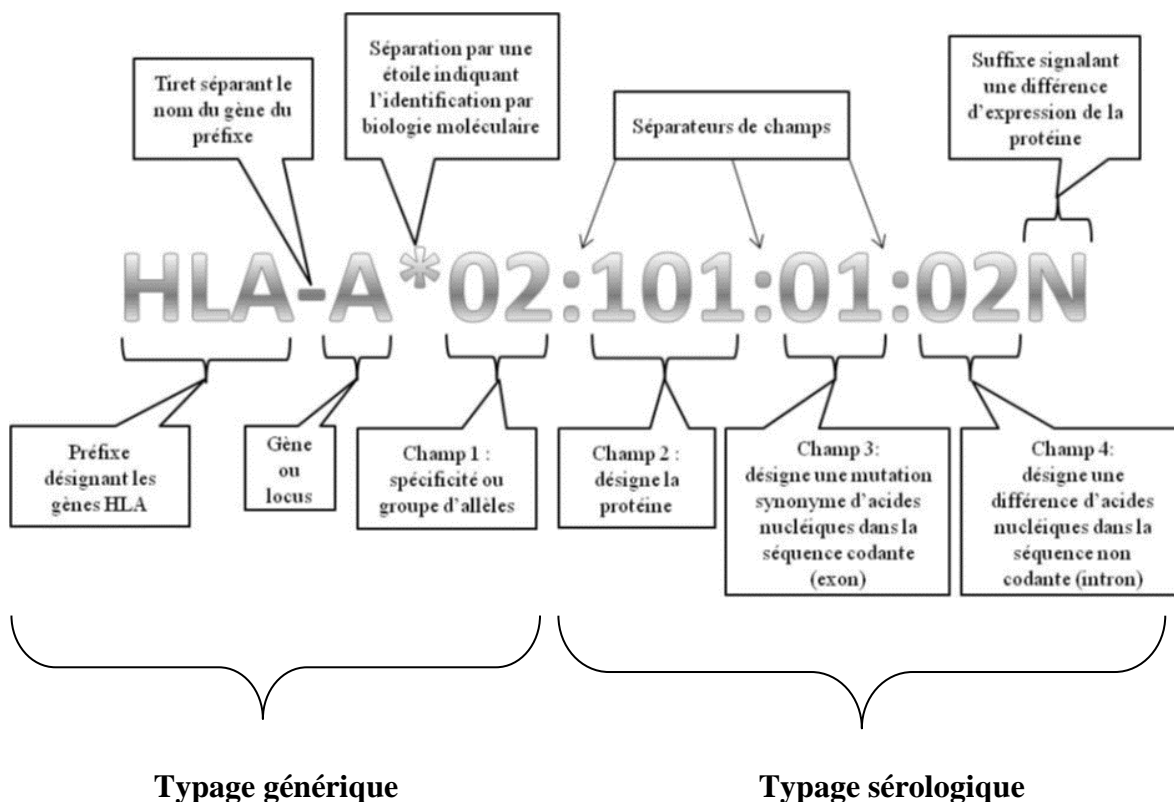 Tiret séparant le
nom du gène du
préfixe
Séparation par une
étoile indiquant
l'identification par
biologie moléculaire
Séparateurs de champs
Suffixe signalant
une différence
d'expression de la
protéine
HLA-A*02:101:01:02N
Préfixe
désignant les
gènes HLA
Gène
ou
locus
Champ 1 :
spécificité ou
groupe d'allèles
Champ 2 :
désigne la
protéine
Champ 3:
désigne une mutation
synonyme d'acides
nucléiques dans la
séquence codante
(exon)
Champ 4:
désigne une
différence d'acides
nucléiques dans la
séquence non
codante (intron)
Typage générique
Typage sérologique